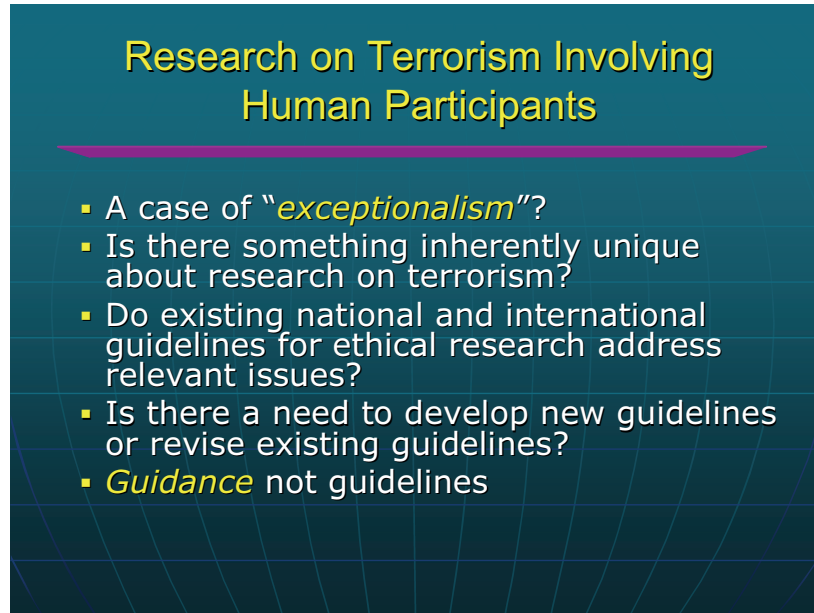 Research on Terrorism Involving
Human Participants
▪ A case of “exceptionalism”?
▪ Is there something inherently unique
about research on terrorism?
▪ Do existing national and international
guidelines for ethical research address
relevant issues?
▪ Is there a need to develop new guidelines
or revise existing guidelines?
▪ Guidance not guidelines